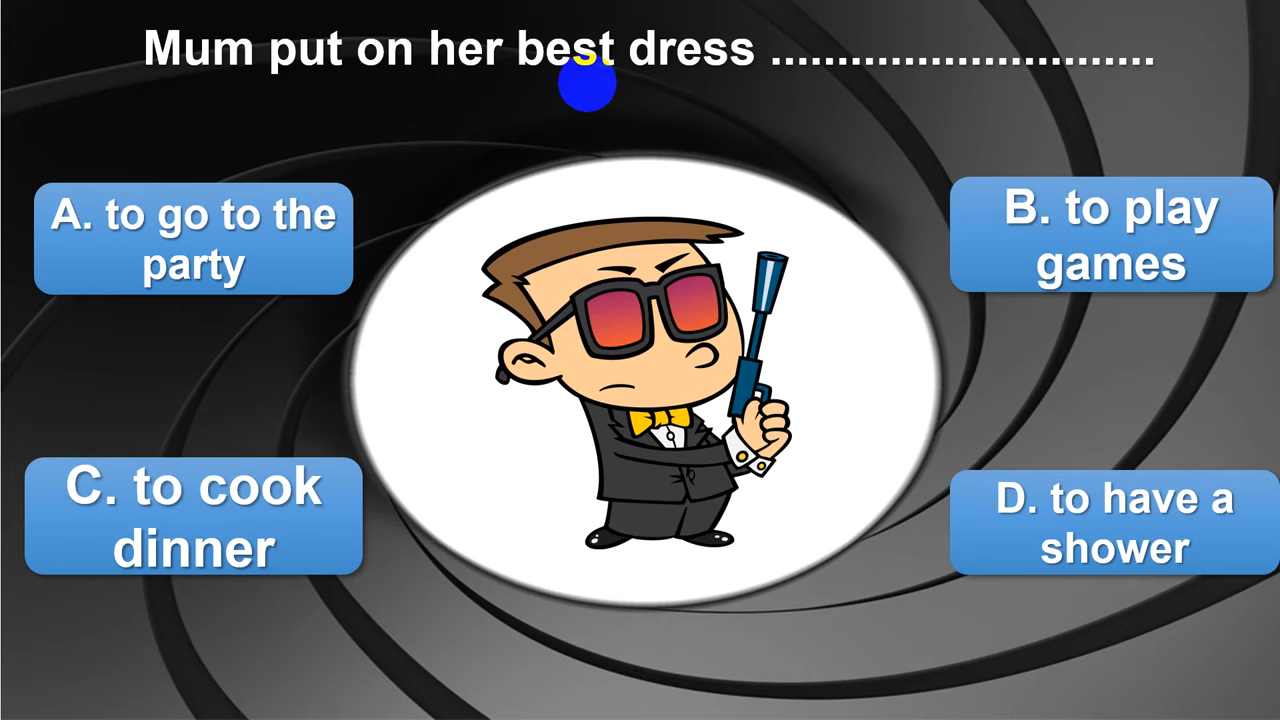 Mum put on her best dress .............................
A. to go to the
party
B. to play
games
C. to cook
dinner
D. to have a
shower